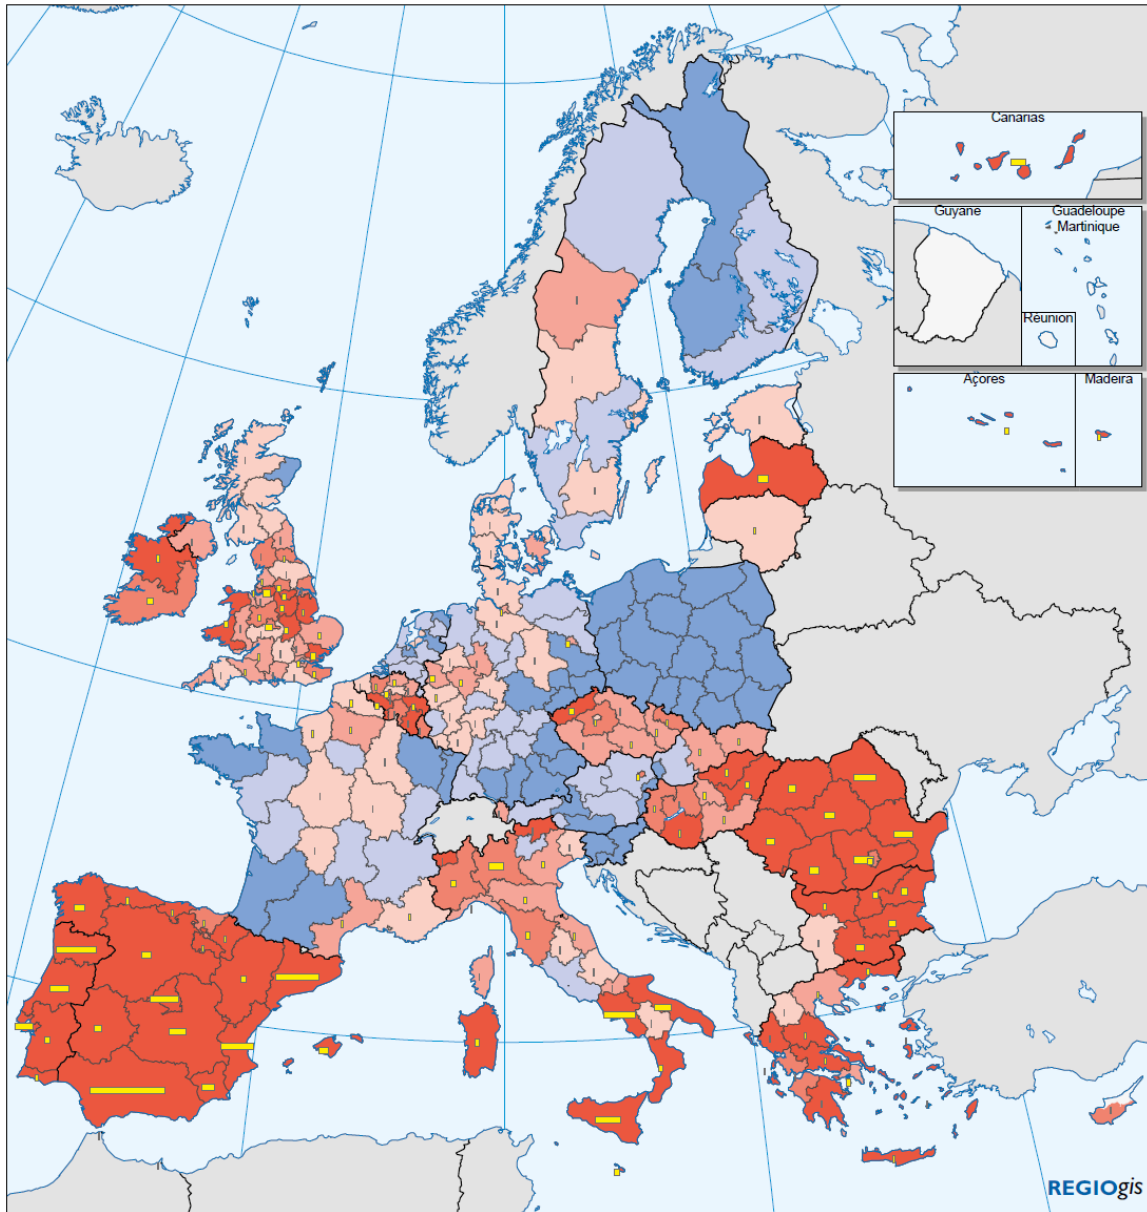 Canarias
Guyane
Guadeloupe
Martinique
Réunion
Açores
Madeira
REGIOgis